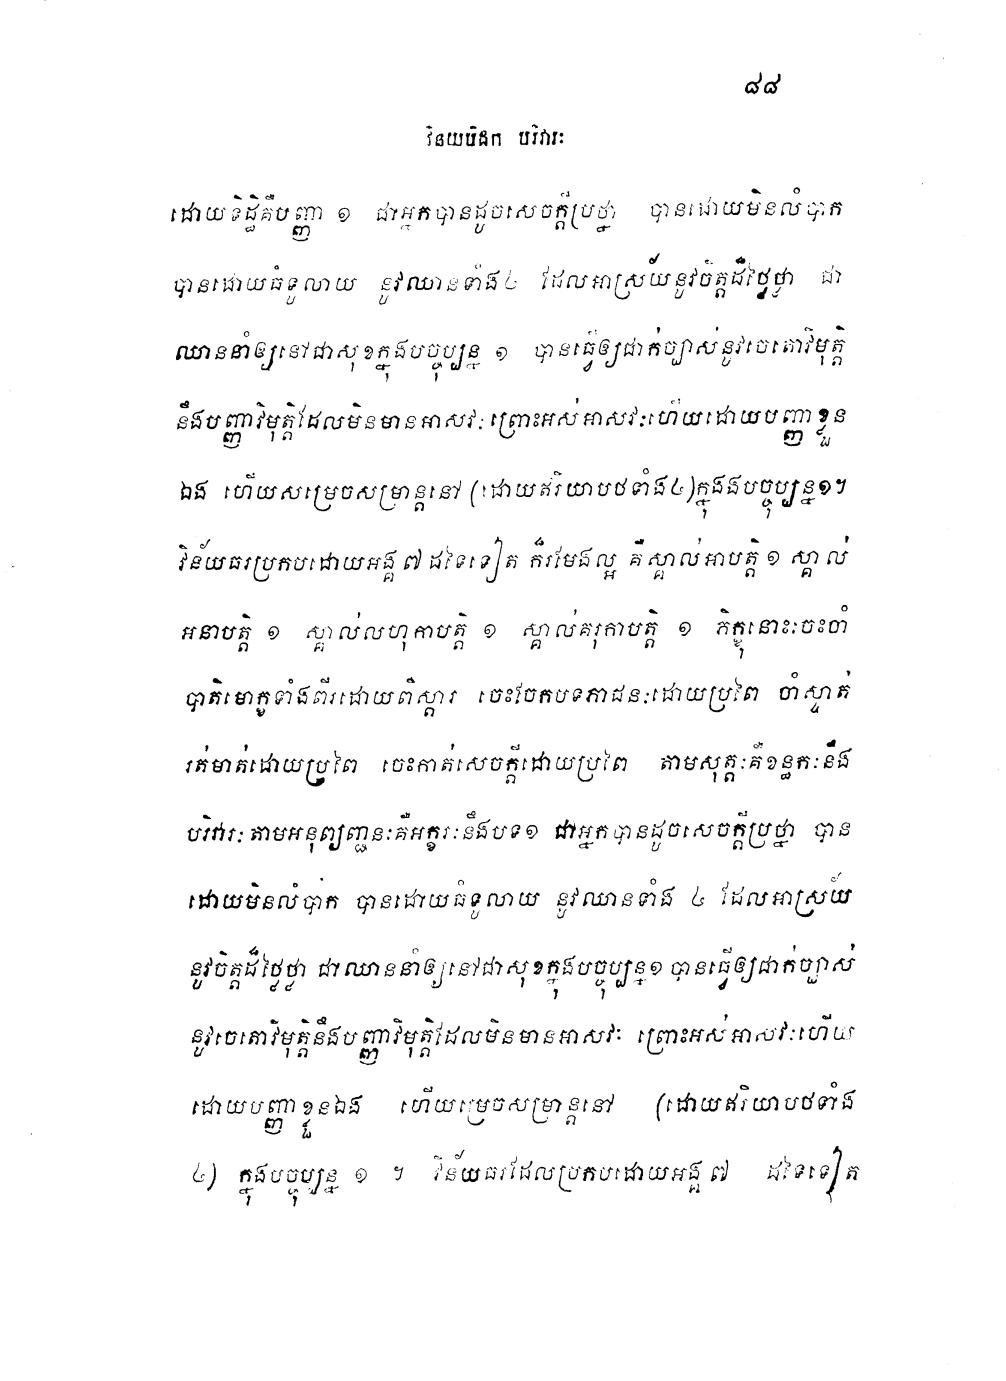 ៨៨
វិនយបិដក បរិវារៈ
ដោយទិដ្ឋិគឺបញ្ញា ១ ជាអ្នកបានដូចសេចក្តីប្រថ្នា បានដោយមិនលំបាក
បានដោយធំទូលាយ នូវឈានទាំង៤ ដែលអាស្រ័យនូវចិត្តដ៏ថ្លៃថ្លា ជា
ឈាននាំឲ្យនៅជាសុខក្នុងបច្ចុប្បន្ន ១ បានធ្វើឲ្យជាក់ច្បាស់នូវចេតោវិមុត្តិ
នឹងបញ្ញាវិមុត្តិដែលមិនមានអាសវៈ ព្រោះអស់អាសវៈហើយដោយបញ្ញាខ្លួន
ឯង ហើយសម្រេចសម្រាន្តនៅ (ដោយឥរិយាបថទាំង៤)ក្នុងងបច្ចុប្បន្ន១។
វិន័យធរប្រកបដោយអង្គ ៧ ដទៃទៀត ក៏រមែងល្អ គឺស្គាល់អាបត្តិ ១ ស្គាល់
អនាបត្តិ ១ ស្គាល់លហុកាបត្តិ ១ ស្គាល់គរុកាបត្តិ ១ ភិក្ខុនោះចេះចាំ
បាតិមោក្ខទាំងពីរដោយពិស្តារ ចេះចែកបទភាជនៈដោយប្រពៃ ចាំស្ទាត់
រត់មាត់ដោយប្រពៃ ចេះកាត់សេចក្តីដោយប្រពៃ តាមសុត្តៈគឺខន្ធកៈនឹង
បរិវារៈ តាមអនុព្យញ្ជនៈគឺអក្ខរៈនឹងបទ១ ជាអ្នកបានដូចសេចក្តីប្រថ្នា បាន
ដោយមិនលំបាក បានដោយធំទូលាយ នូវឈានទាំង ៤ ដែលអាស្រ័យ
នូវចិត្តដ៏ថ្លៃថ្លា ជាឈាននាំឲ្យនៅជាសុខក្នុងបច្ចុប្បន្ន១ បានធ្វើឲ្យជាក់ច្បាស់
នូវចេតោវិមុត្តិនឹងបញ្ញាវិមុត្តិដែលមិនមានអាសវៈ ព្រោះអស់អាសវៈហើយ
ដោយបញ្ញាខ្លួនឯង ហើយម្រេចសម្រាន្តនៅ (ដោយឥរិយាបថទាំង
៤) ក្នុងបច្ចុប្បន្ន ១ ។ វិន័យធរដែលប្រកបដោយអង្គ ៧ ដទៃទៀត